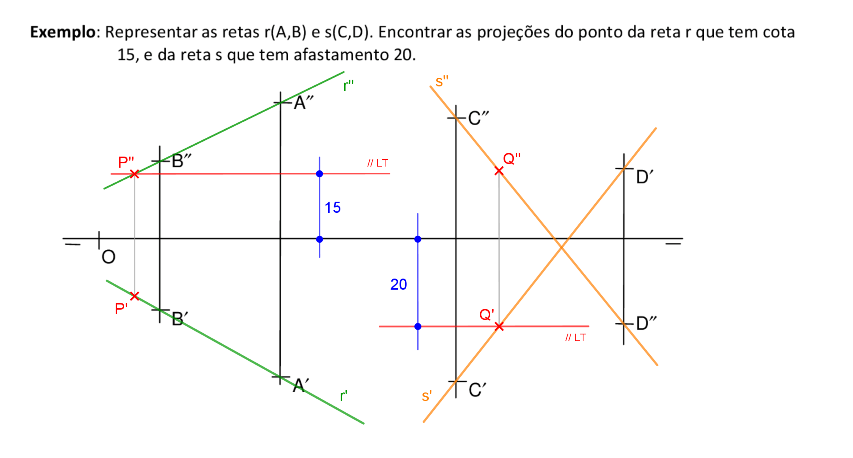 Exemplo: Representar as retas r(A,B) e s(C,D). Encontrar as projeções do ponto da reta r que tem cota
15, e da reta s que tem afastamento 20.
s''
r''
A″
C″
P''
B″
// LT
Q''
D′
15
O
20
P'
B′
Q'
D″
// LT
A′
r'
s'
C′